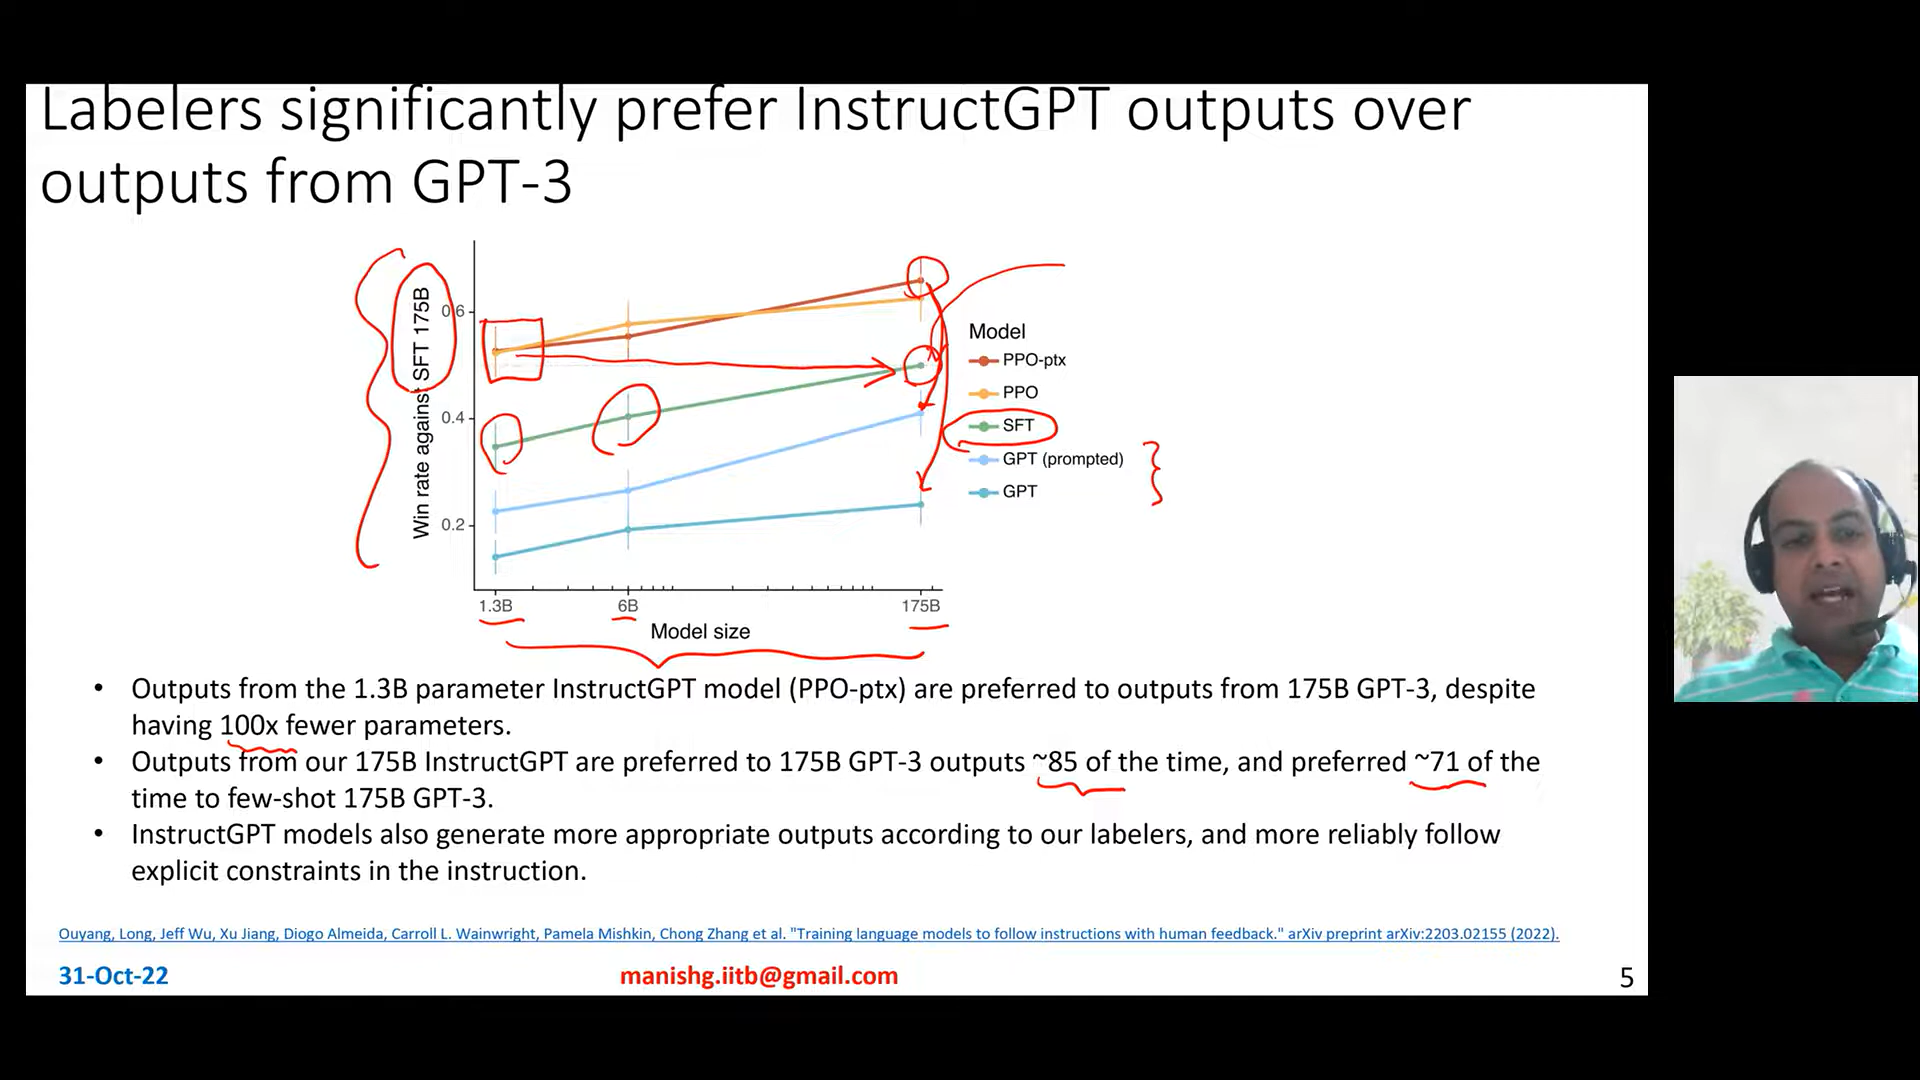 Labelers significantly prefer InstructGPT outputs over
outputs from GPT-3
Win rate against SFT 175B
0.6
0.4
0.2
1.3B 6B 175B
Model size
Model
PPO-ptx
PPO
SFT
GPT (prompted)
GPT
• Outputs from the 1.3B parameter InstructGPT model (PPO-ptx) are preferred to outputs from 175B GPT-3, despite
having 100x fewer parameters.
• Outputs from our 175B InstructGPT are preferred to 175B GPT-3 outputs ~85 of the time, and preferred ~71 of the
time to few-shot 175B GPT-3.
• InstructGPT models also generate more appropriate outputs according to our labelers, and more reliably follow
explicit constraints in the instruction.
Ouyang, Long, Jeff Wu, Xu Jiang, Diogo Almeida, Carroll L. Wainwright, Pamela Mishkin, Chong Zhang et al. "Training language models to follow instructions with human feedback." arXiv preprint arXiv:2203.02155 (2022).
31-Oct-22 manishg.iitb@gmail.com 5